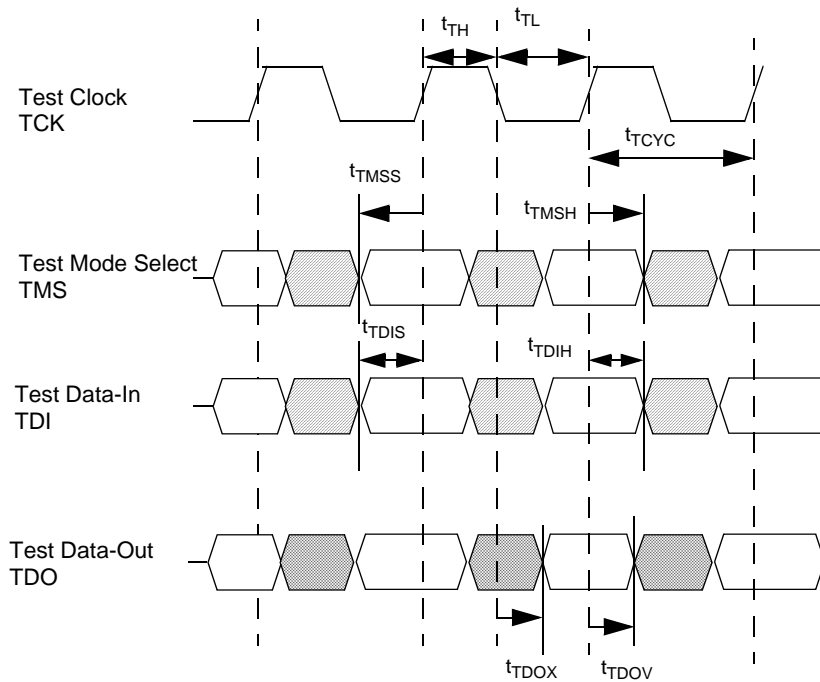 tTH
tTL
Test Clock
TCK
tTCYC
tTMSS
tTMSH
Test Mode Select
TMS
tTDIS
tTDIH
Test Data-In
TDI
Test Data-Out
TDO
tTDOX
tTDOV